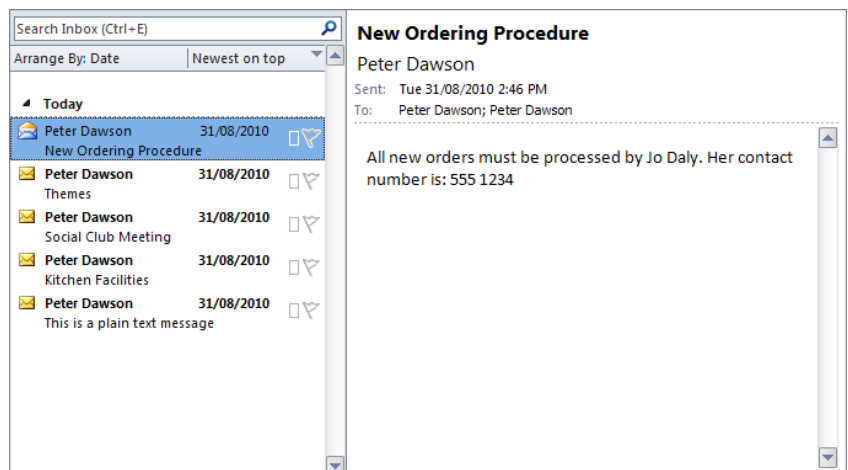 Search Inbox (Ctrl+E)
Arrange By: Date Newest on top
Today
Peter Dawson 31/08/2010
New Ordering Procedure
Peter Dawson 31/08/2010
Themes
Peter Dawson 31/08/2010
Social Club Meeting
Peter Dawson 31/08/2010
Kitchen Facilities
Peter Dawson 31/08/2010
This is a plain text message
New Ordering Procedure
Peter Dawson
Sent: Tue 31/08/2010 2:46 PM
To: Peter Dawson; Peter Dawson
All new orders must be processed by Jo Daly. Her contact
number is: 555 1234